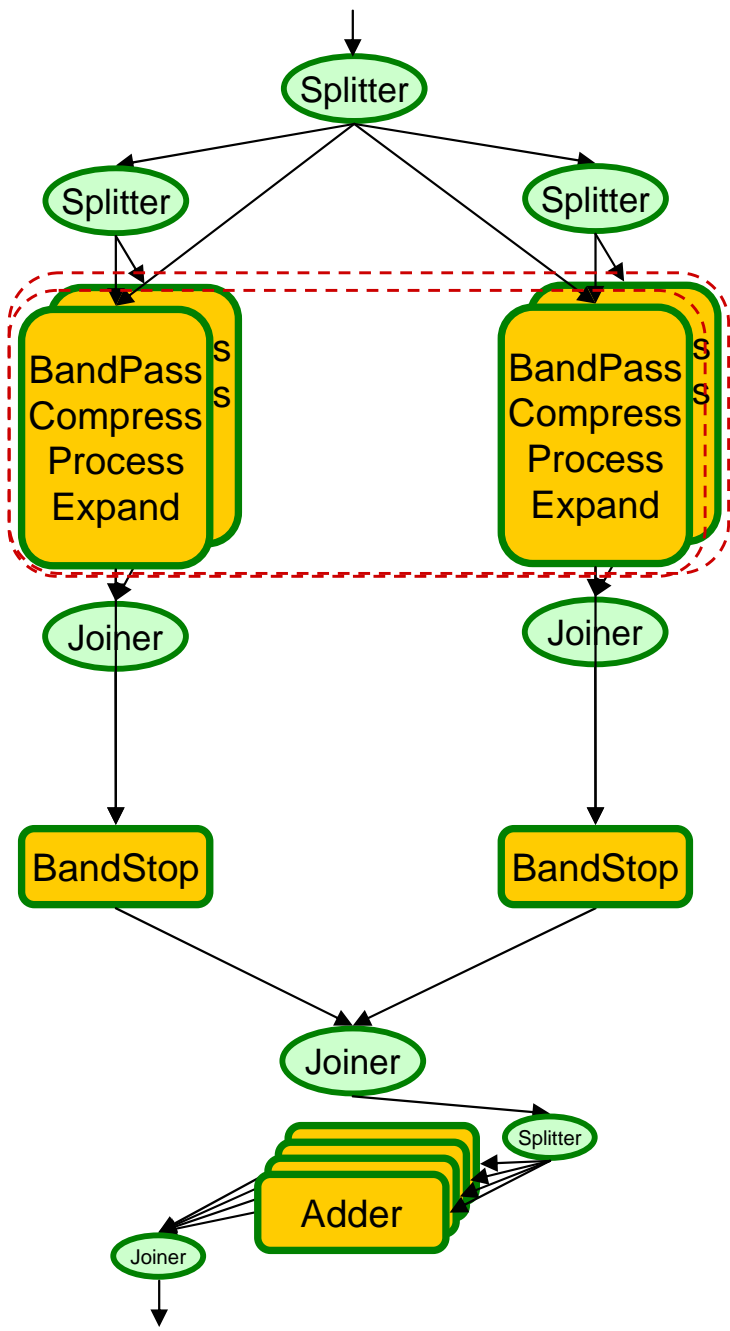 Splitter
Splitter
Splitter
BandPass
Compress
Process
Expand
s
s
BandPass
Compress
Process
Expand
s
s
Joiner
Joiner
BandStop
BandStop
Joiner
Splitter
Adder
Joiner